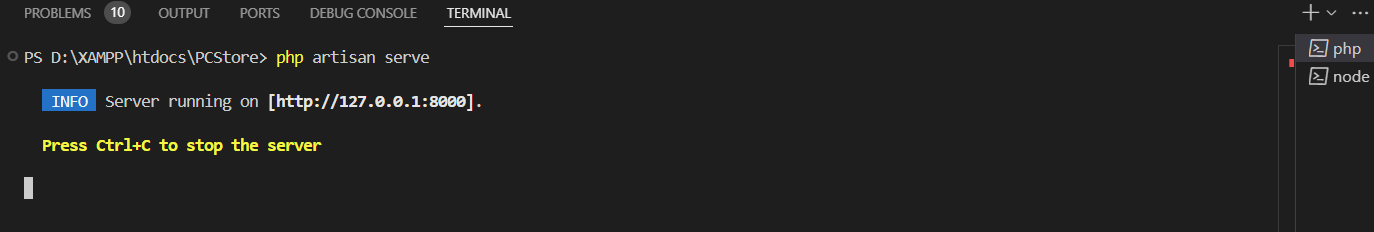 PROBLEMS 10 OUTPUT PORTS DEBUG CONSOLE TERMINAL
PS D:\XAMPP\htdocs\PCStore> php artisan serve
php
node
INFO Server running on [http://127.0.0.1:8000].
Press Ctrl+C to stop the server